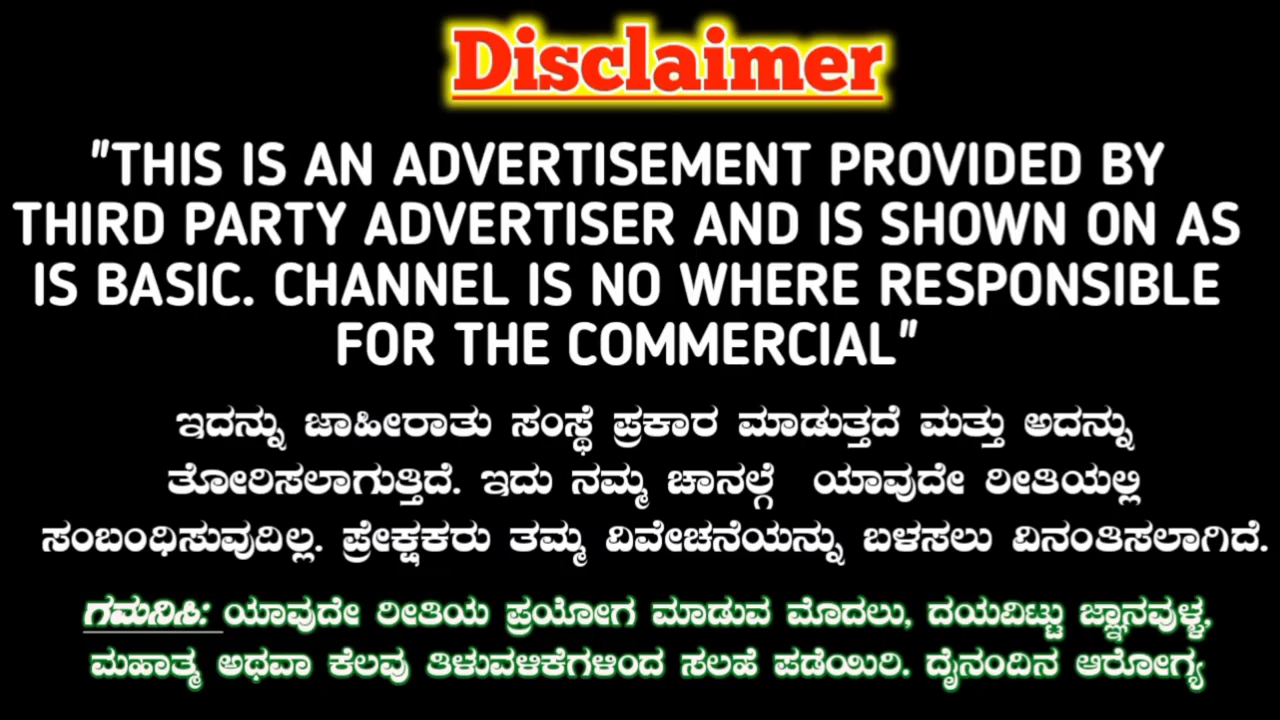 Disclaimer
"THIS IS AN ADVERTISEMENT PROVIDED BY
THIRD PARTY ADVERTISER AND IS SHOWN ON AS
IS BASIC. CHANNEL IS NO WHERE RESPONSIBLE
FOR THE COMMERCIAL"
ಇದನ್ನು ಜಾಹೀರಾತು ಸಂಸ್ಥೆ ಪ್ರಕಾರ ಮಾಡುತ್ತದೆ ಮತ್ತು ಅದನ್ನು
ತೋರಿಸಲಾಗುತ್ತಿದೆ. ಇದು ನಮ್ಮ ಚಾನಲ್ಗೆ ಯಾವುದೇ ರೀತಿಯಲ್ಲಿ
ಸಂಬಂಧಿಸುವುದಿಲ್ಲ. ಪ್ರೇಕ್ಷಕರು ತಮ್ಮ ವಿವೇಚನೆಯನ್ನು ಬಳಸಲು ವಿನಂತಿಸಲಾಗಿದೆ.
ಗಮನಿಸಿ: ಯಾವುದೇ ರೀತಿಯ ಪ್ರಯೋಗ ಮಾಡುವ ಮೊದಲು, ದಯವಿಟ್ಟು ಜ್ಞಾನವುಳ್ಳ,
ಮಹಾತ್ಮ ಅಥವಾ ಕೆಲವು ತಿಳುವಳಿಕೆಗಳಿಂದ ಸಲಹೆ ಪಡೆಯಿರಿ. ದೈನಂದಿನ ಆರೋಗ್ಯ